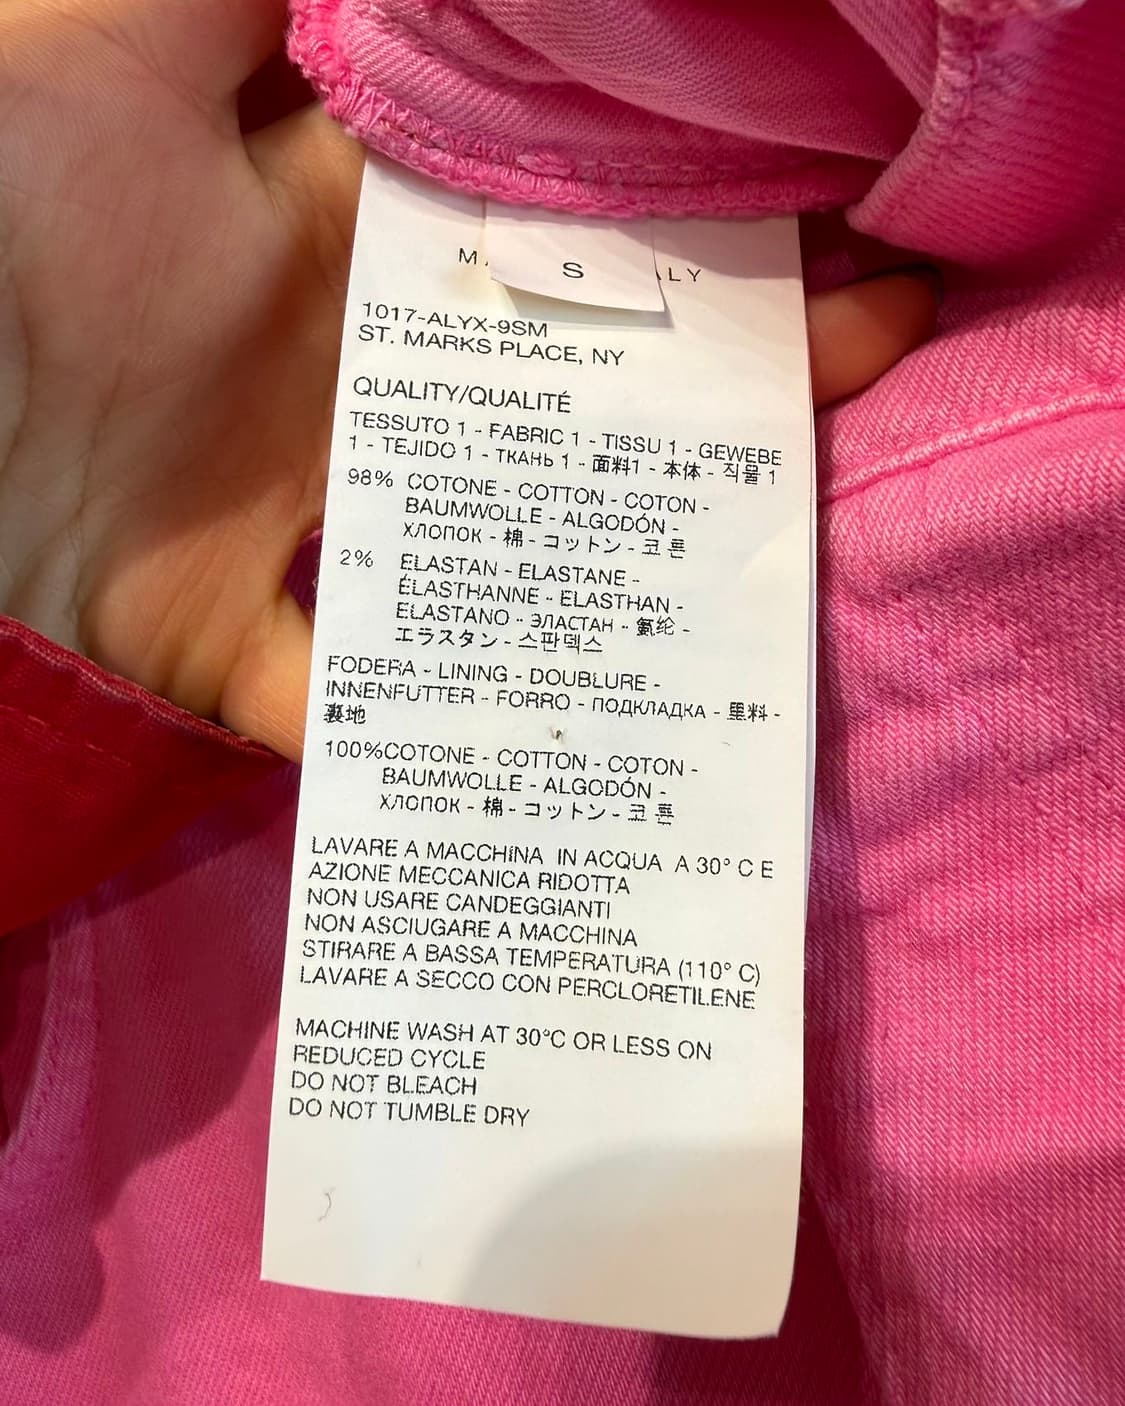 S
1017-ALYX-9SM
ST. MARKS PLACE, NY
QUALITY/QUALITÉ
TESSUTO 1 - FABRIC 1 - TISSU 1 - GEWEBE
1 - TEJIDO 1 - ТКАНЬ 1 - 面料1 - 本体 - 직물 1
98% COTONE - COTTON - COTON -
BAUMWOLLE - ALGODÓN -
ХЛОПОК - 棉 - コットン - 코 튼
2% ELASTAN - ELASTANE -
ÉLASTHANNE - ELASTHAN -
ELASTANO - ЭЛАСТАН - 氨纶 -
エラスタン - 스판덱스
FODERA - LINING - DOUBLURE -
INNENFUTTER - FORRO - ПОДКЛАДКА - 里料 -
裏地
100%COTONE - COTTON - COTON -
BAUMWOLLE - ALGODÓN -
ХЛОПОК - 棉 - コットン - 코 튼
LAVARE A MACCHINA IN ACQUA A 30° C E
AZIONE MECCANICA RIDOTTA
NON USARE CANDEGGIANTI
NON ASCIUGARE A MACCHINA
STIRARE A BASSA TEMPERATURA (110° C)
LAVARE A SECCO CON PERCLORETILENE
MACHINE WASH AT 30°C OR LESS ON
REDUCED CYCLE
DO NOT BLEACH
DO NOT TUMBLE DRY